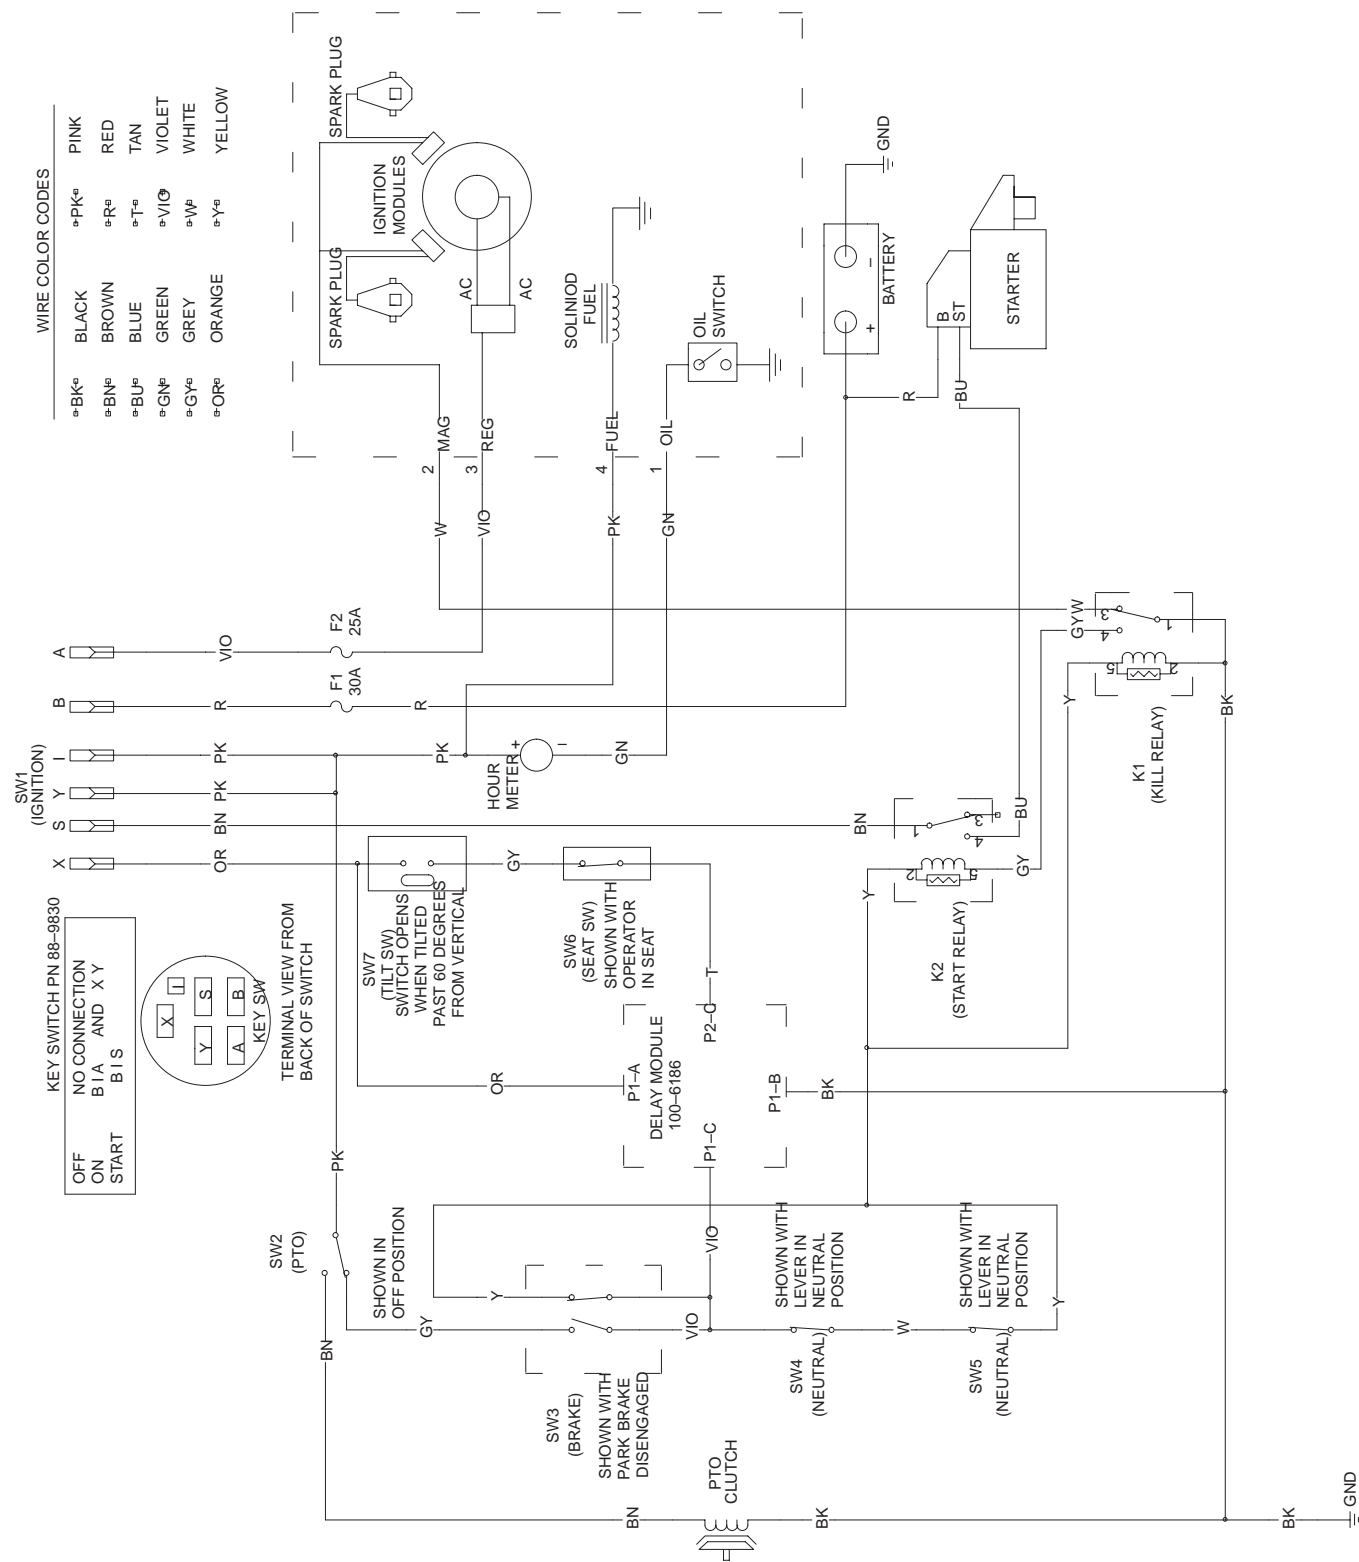 WIRE COLOR CODES
BK BLACK PK PINK
BN BROWN R RED
BU BLUE T TAN
GN GREEN VIO VIOLET
GY GREY W WHITE
OR ORANGE Y YELLOW
SPARK PLUG
SPARK PLUG
IGNITION
MODULES
AC
AC
SOLINIOD
FUEL
OIL
SWITCH
BATTERY
+
–
GND
STARTER
B
ST
R
BU
MAG
REG
FUEL
OIL
2
3
4
1
W
VIO
PK
GN
SW1
(IGNITION)
A
B
I
Y
S
X
VIO
F2
25A
R
F1
30A
R
PK
PK
PK
BN
OR
HOUR
METER
+
–
GN
BN
GY
W
3
4
1
5
2
K1
(KILL RELAY)
Y
BK
1
3
4
BU
2
5
GY
Y
K2
(START RELAY)
KEY SWITCH PN 88–9830
OFF NO CONNECTION
ON B I A AND X Y
START B I S
X
I
Y
S
A
B
KEY SW
TERMINAL VIEW FROM
BACK OF SWITCH
SW7
(TILT SW)
SWITCH OPENS
WHEN TILTED
PAST 60 DEGREES
FROM VERTICAL
GY
SW6
(SEAT SW)
SHOWN WITH
OPERATOR
IN SEAT
T
OR
P1–A
P2–C
DELAY MODULE
100–6186
P1–B
P1–C
BK
PK
SW2
(PTO)
SHOWN IN
OFF POSITION
BN
GY
Y
VIO
VIO
SW3
(BRAKE)
SHOWN WITH
PARK BRAKE
DISENGAGED
SHOWN WITH
LEVER IN
NEUTRAL
POSITION
SW4
(NEUTRAL)
W
SHOWN WITH
LEVER IN
NEUTRAL
POSITION
SW5
(NEUTRAL)
Y
BN
PTO
CLUTCH
BK
BK
GND